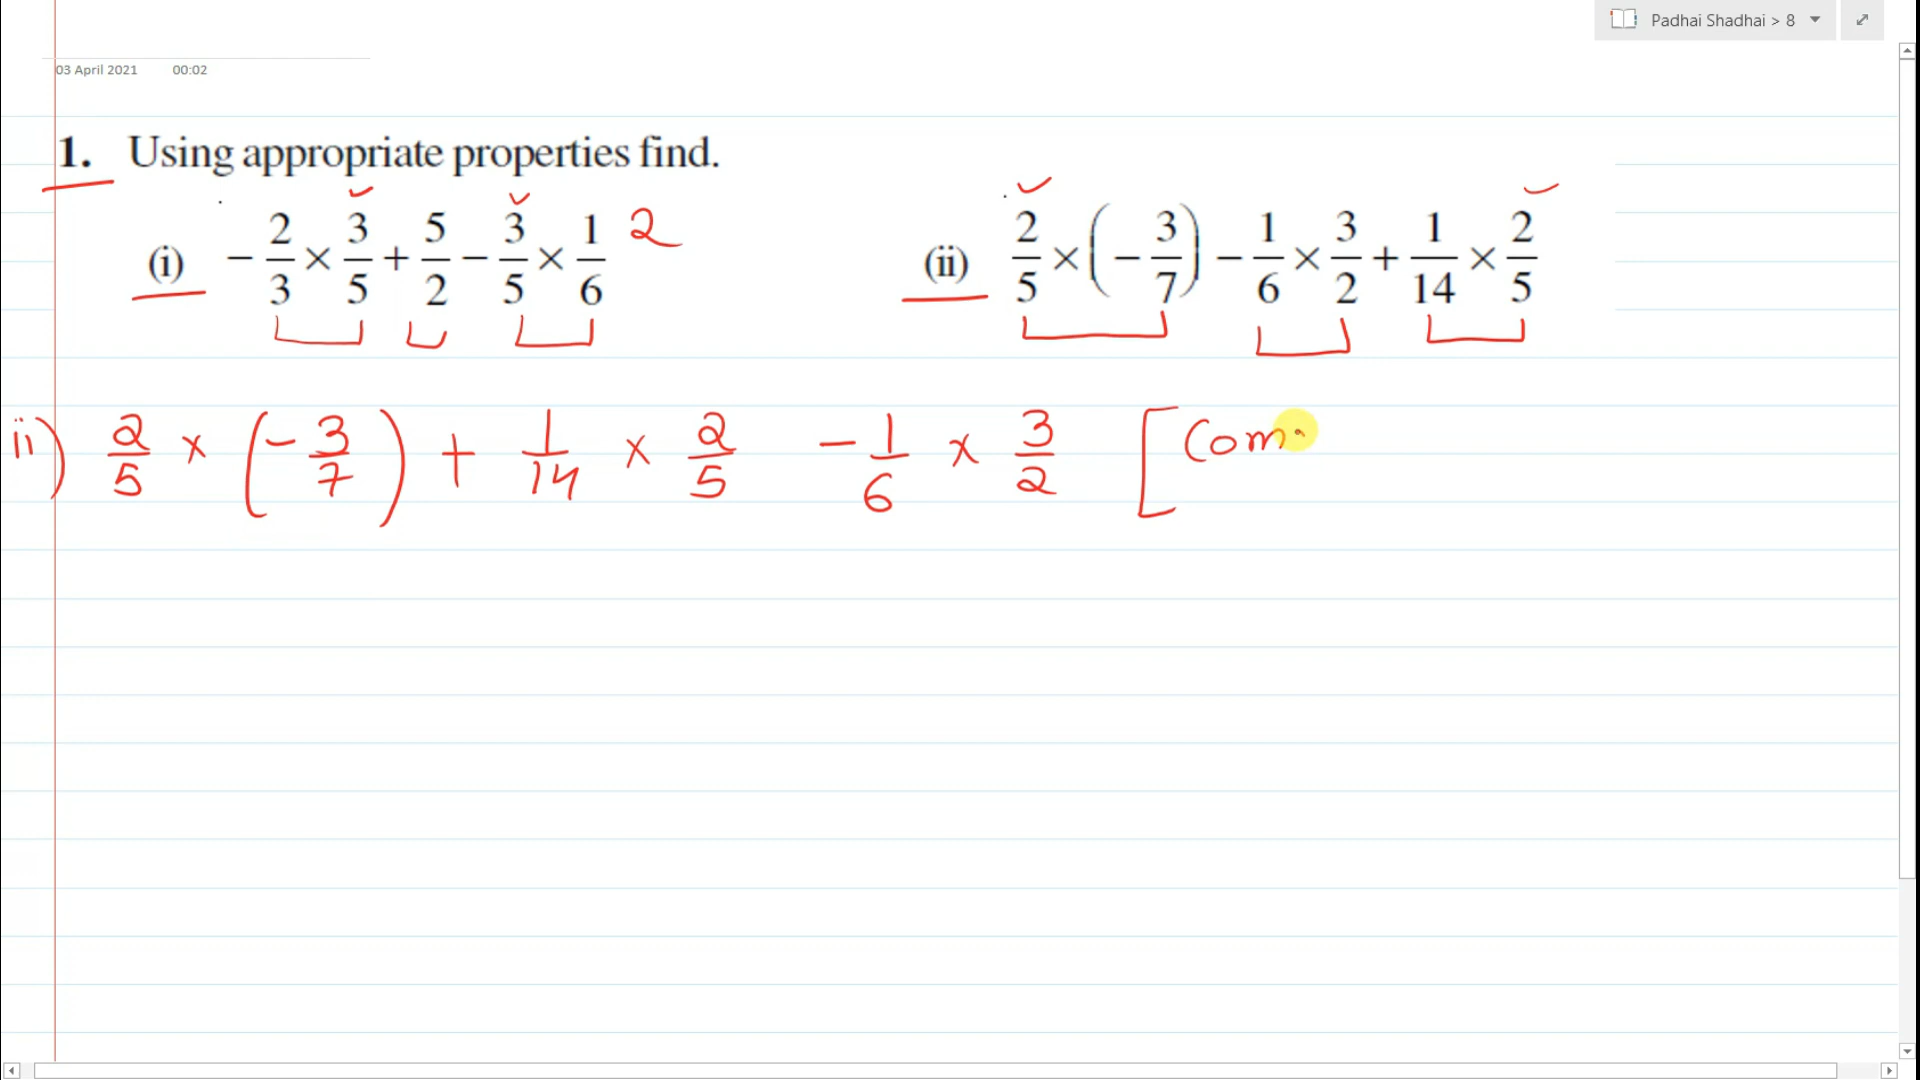 Padhai Shadhai > 8
03 April 2021 00:02
1. Using appropriate properties find.
(i) −2/3 × 3/5 + 5/2 − 3/5 × 1/6 2
(ii) 2/5 × (−3/7) − 1/6 × 3/2 + 1/14 × 2/5
ii) 2/5 × (−3/7) + 1/14 × 2/5 − 1/6 × 3/2 [Com